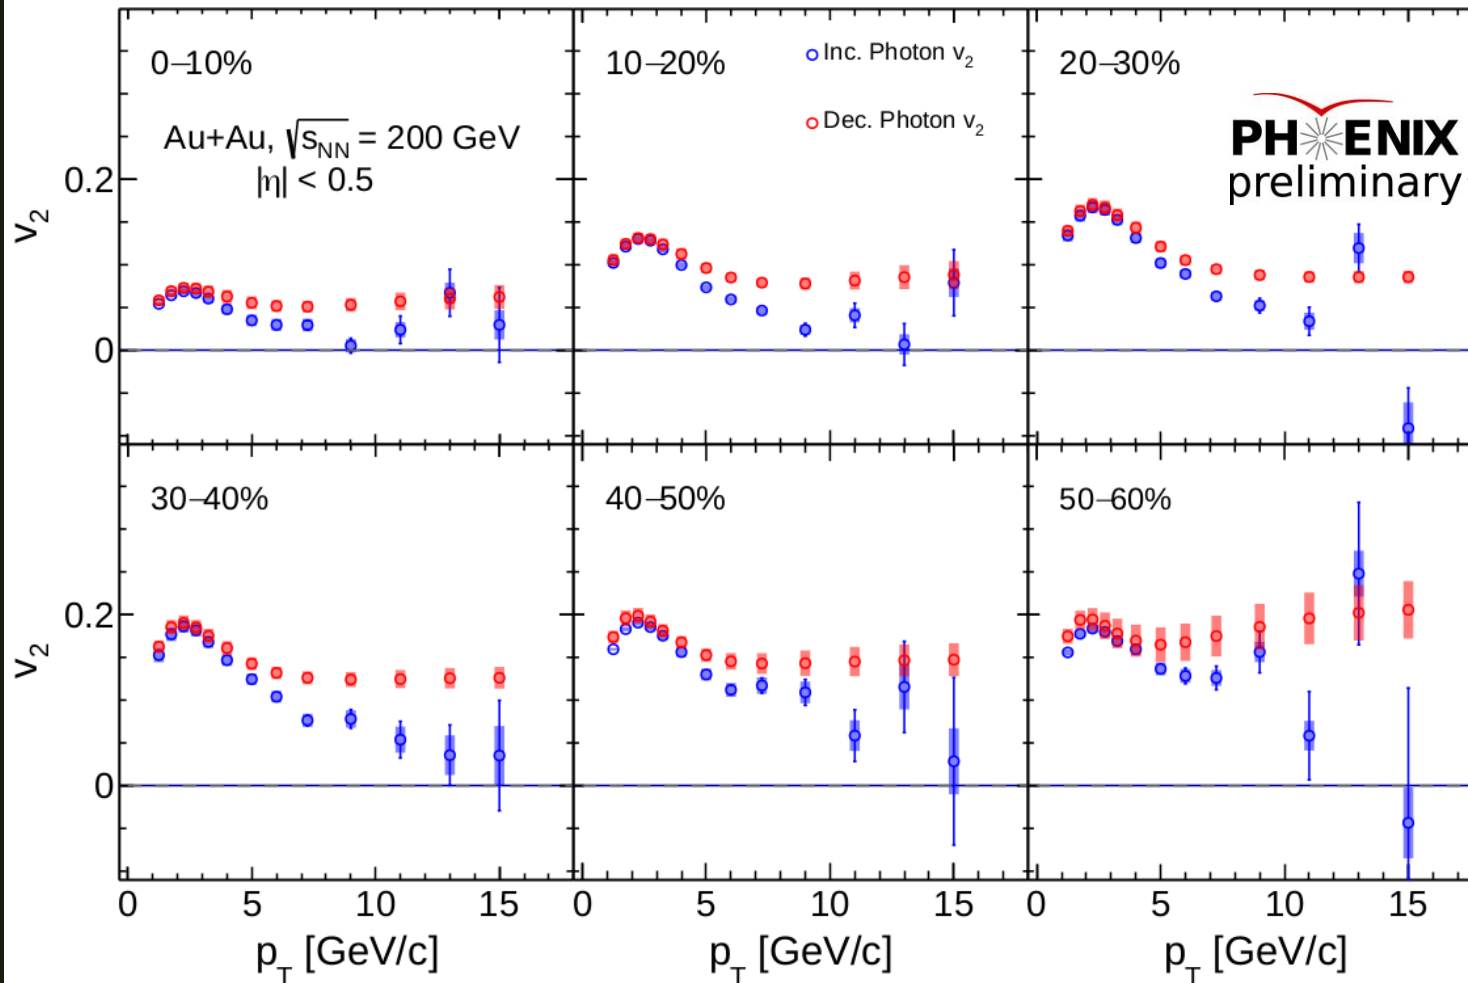 0–10%
Au+Au, √sNN = 200 GeV
|η| < 0.5
10–20%
Inc. Photon v2
Dec. Photon v2
20–30%
PHENIX
preliminary
0.2
0
v2
30–40%
40–50%
50–60%
0.2
0
v2
0 5 10 15
0 5 10 15
0 5 10 15
pT [GeV/c]
pT [GeV/c]
pT [GeV/c]